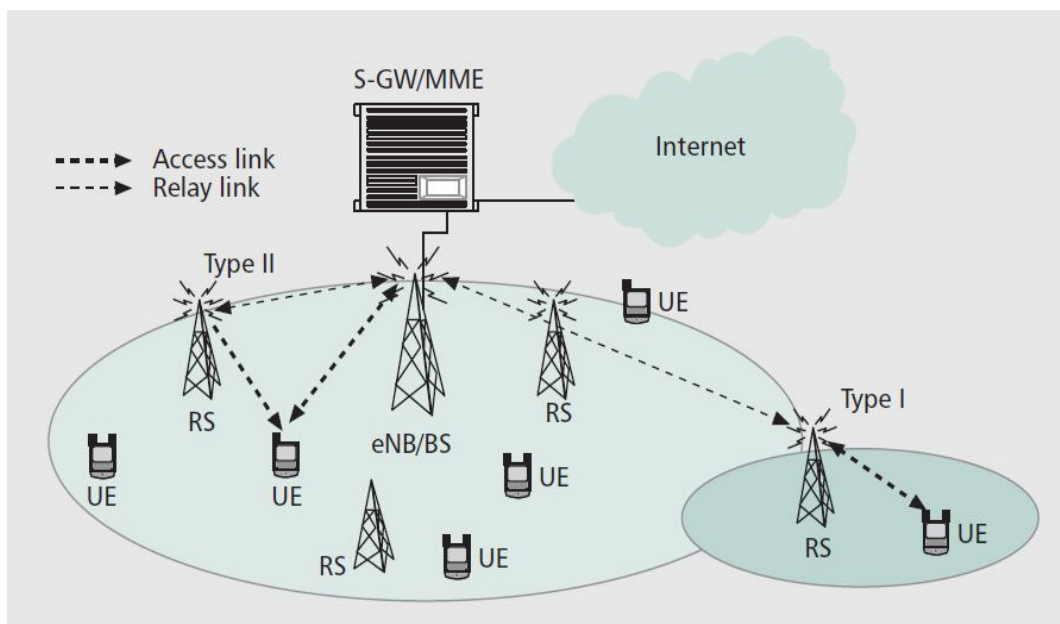 S-GW/MME
Internet
Access link
Relay link
Type II
UE
RS
RS
Type I
eNB/BS
UE
UE
UE
RS
UE
RS
UE